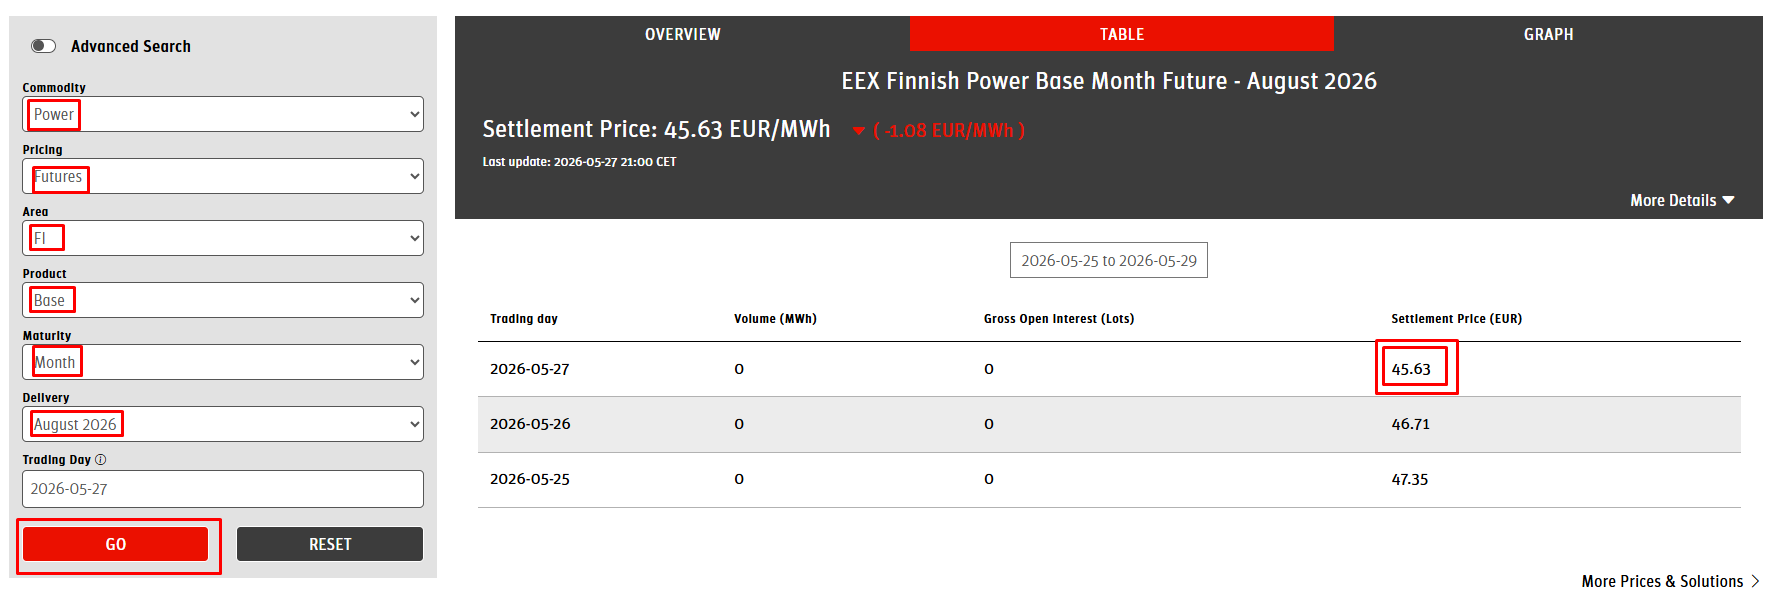 Advanced Search
Commodity
Power
Pricing
Futures
Area
FI
Product
Base
Maturity
Month
Delivery
August 2026
Trading Day
2026-05-27
GO RESET
OVERVIEW TABLE GRAPH
EEX Finnish Power Base Month Future - August 2026
Settlement Price: 45.63 EUR/MWh ( -1.08 EUR/MWh )
Last update: 2026-05-27 21:00 CET
More Details
2026-05-25 to 2026-05-29
Trading day Volume (MWh) Gross Open Interest (Lots) Settlement Price (EUR)
2026-05-27 0 0 45.63
2026-05-26 0 0 46.71
2026-05-25 0 0 47.35
More Prices & Solutions